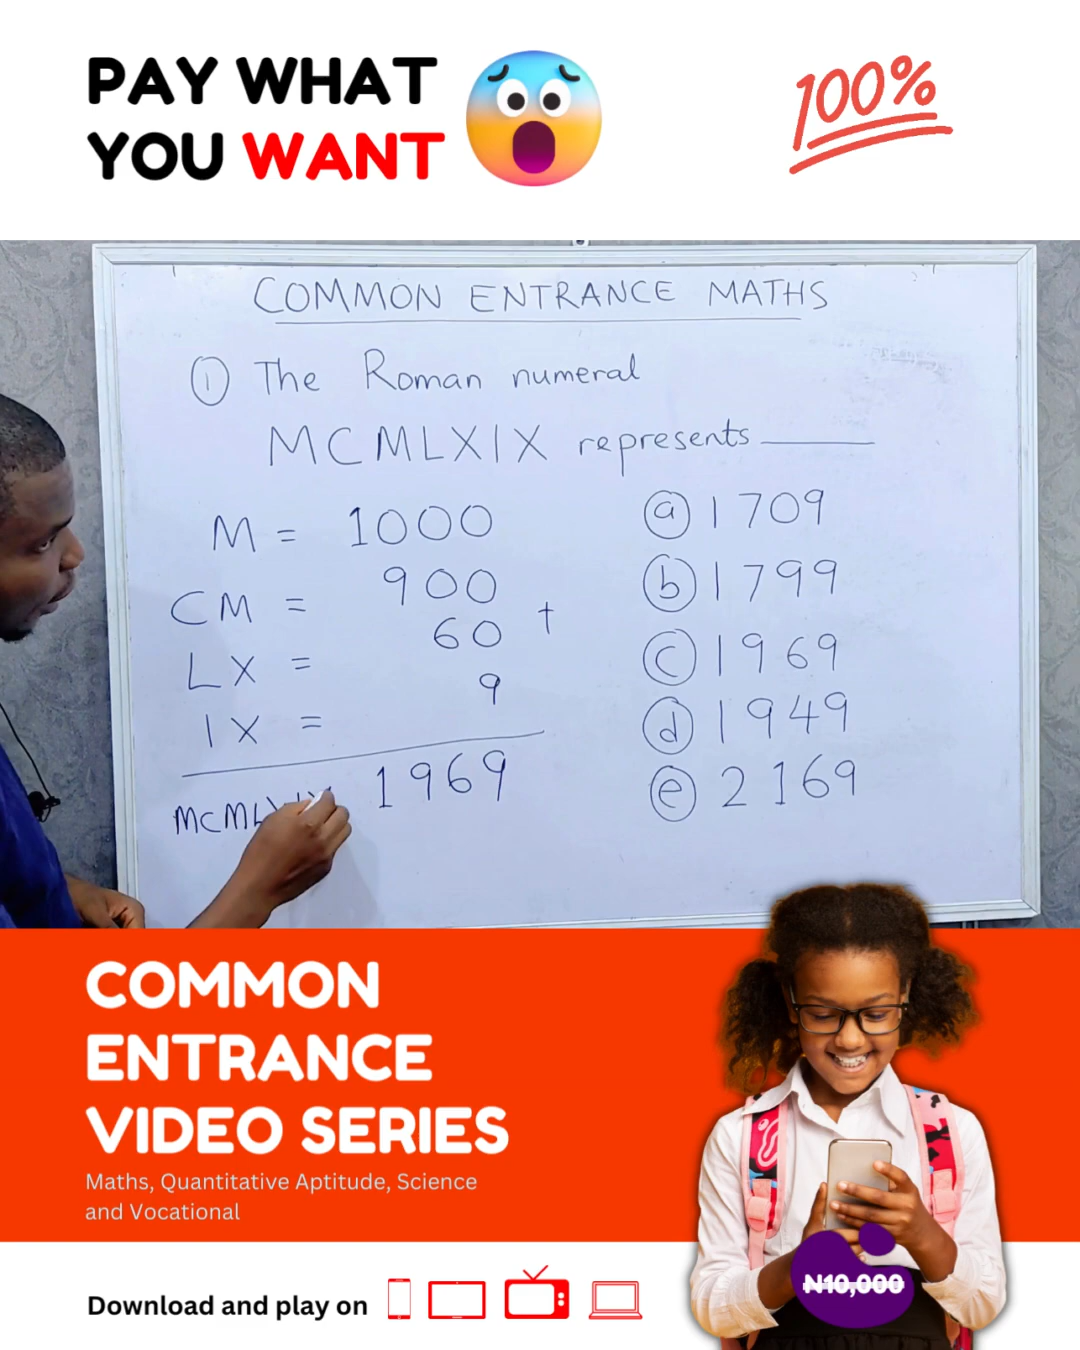 PAY WHAT
YOU WANT
100%
COMMON ENTRANCE MATHS
① The Roman numeral
MCMLXIX represents ______
M = 1000
CM = 900
LX = 60 +
IX = 9
MCMLXIX 1969
ⓐ 1709
ⓑ 1799
ⓒ 1969
ⓓ 1949
ⓔ 2169
COMMON
ENTRANCE
VIDEO SERIES
Maths, Quantitative Aptitude, Science
and Vocational
Download and play on
₦10,000